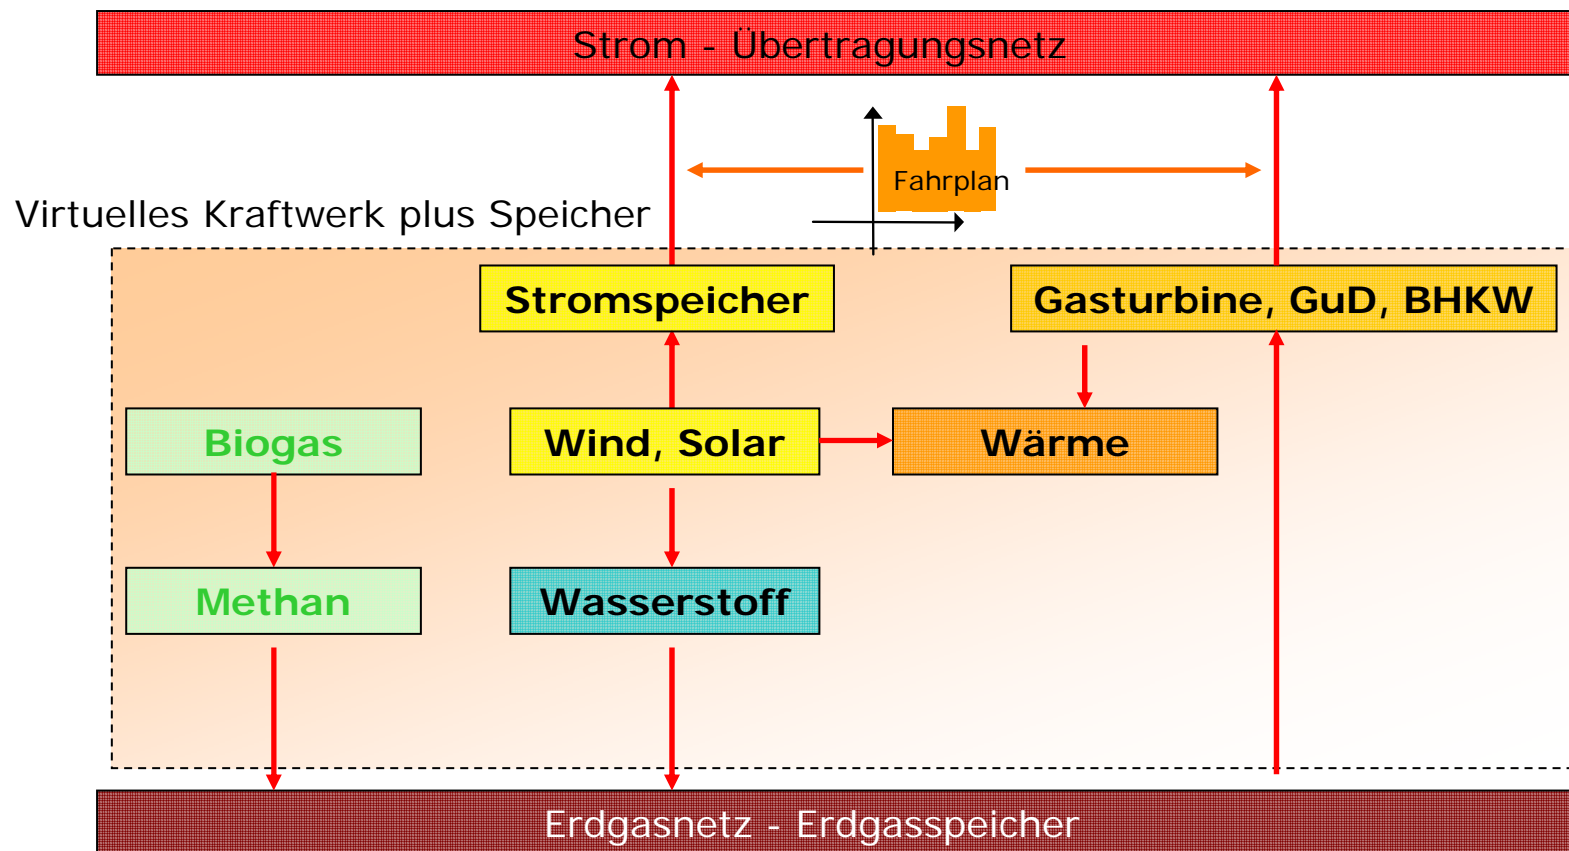 Strom - Übertragungsnetz
Fahrplan
Virtuelles Kraftwerk plus Speicher
Stromspeicher
Gasturbine, GuD, BHKW
Biogas
Wind, Solar
Wärme
Methan
Wasserstoff
Erdgasnetz - Erdgasspeicher